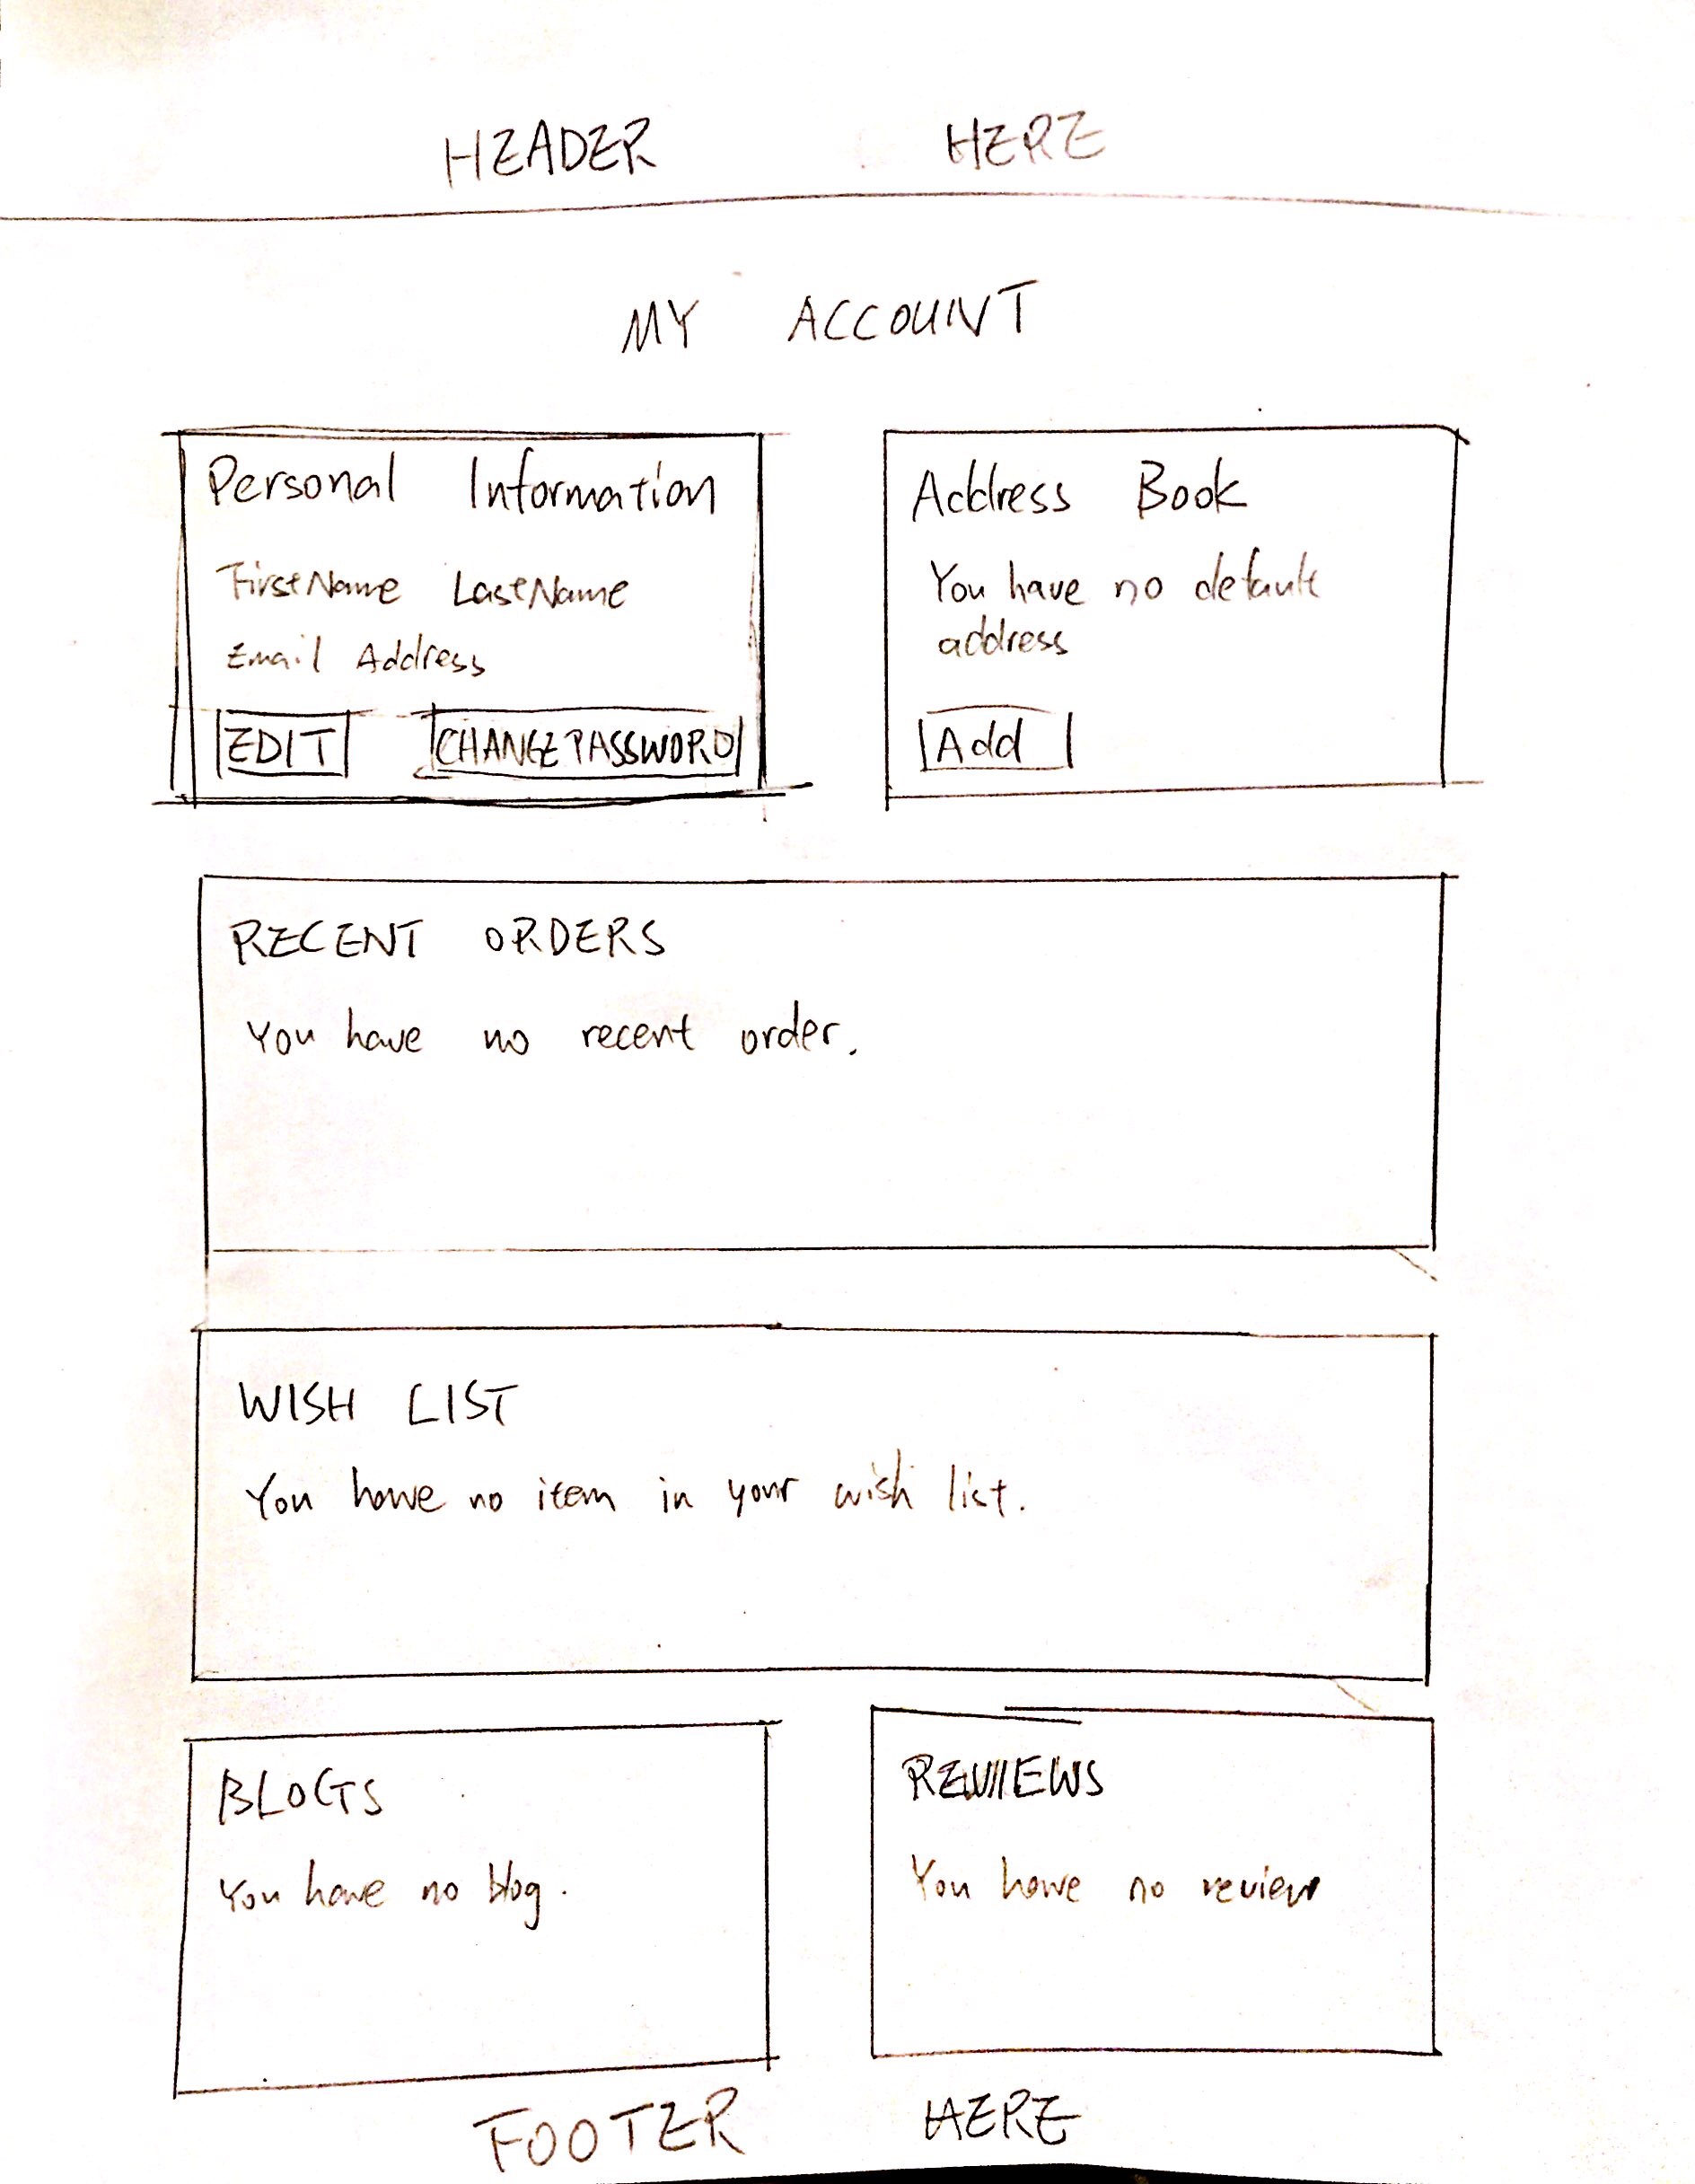 HEADER HERE
MY ACCOUNT
Personal Information
FirstName LastName
Email Address
EDIT CHANGE PASSWORD
Address Book
You have no default
address
Add
RECENT ORDERS
You have no recent order.
WISH LIST
You have no item in your wish list.
BLOGS
You have no blog.
REVIEWS
You have no review
FOOTER HERE